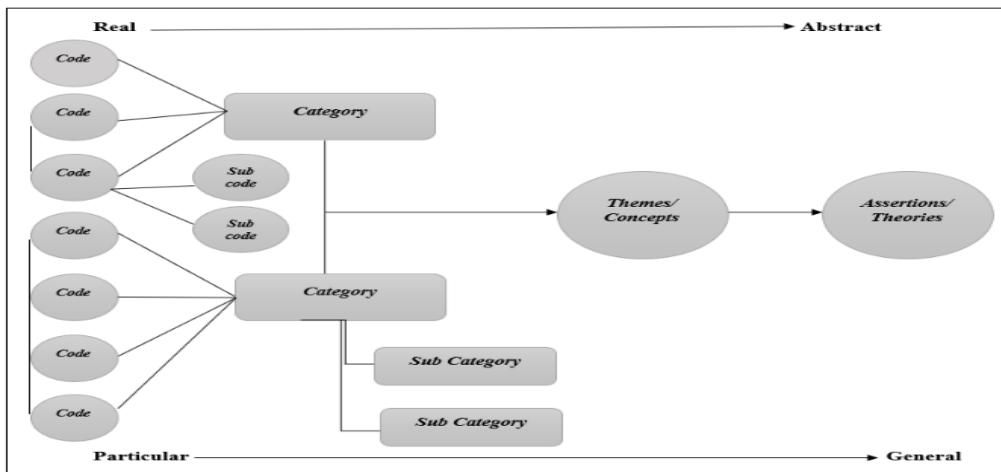 Real
Abstract
Code
Code
Category
Code
Sub
code
Sub
code
Code
Code
Category
Code
Code
Themes/
Concepts
Assertions/
Theories
Sub Category
Sub Category
Particular
General